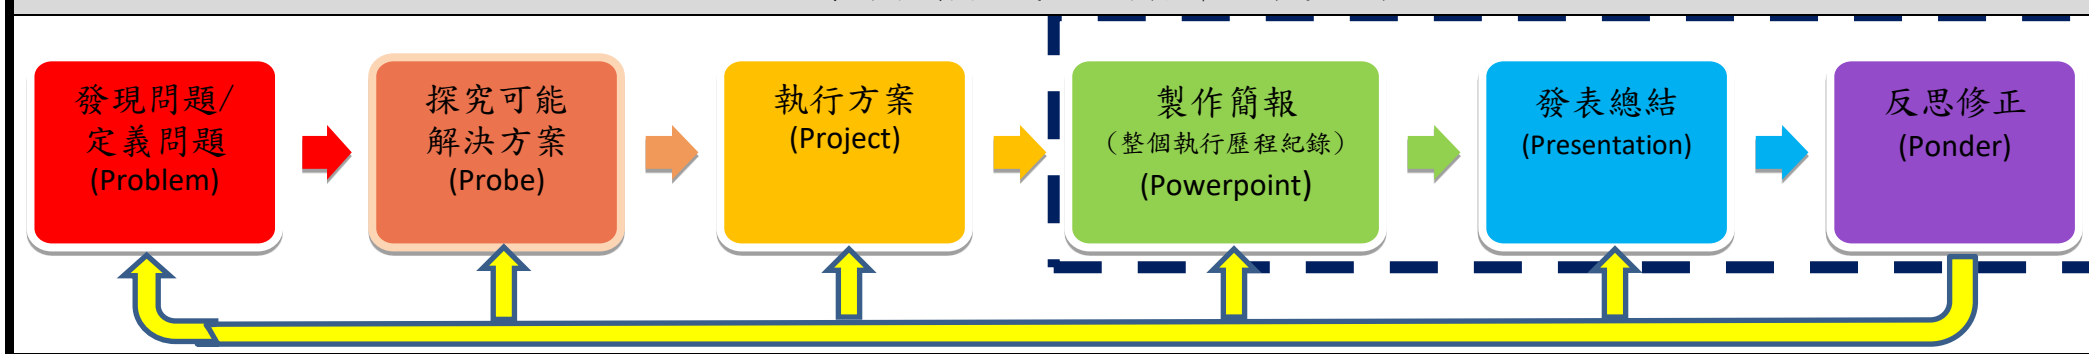 發現問題/
定義問題
(Problem)
探究可能
解決方案
(Probe)
執行方案
(Project)
製作簡報
（整個執行歷程紀錄）
(Powerpoint)
發表總結
(Presentation)
反思修正
(Ponder)